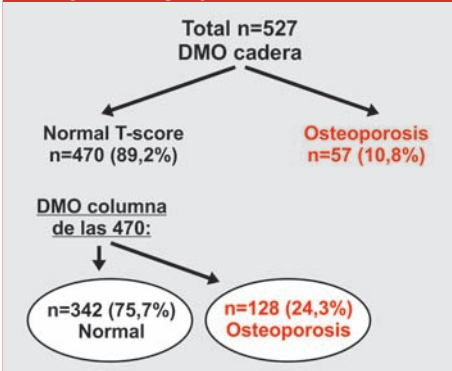 Total n=527
DMO cadera
Normal T-score
n=470 (89,2%)
Osteoporosis
n=57 (10,8%)
DMO columna
de las 470:
n=342 (75,7%)
Normal
n=128 (24,3%)
Osteoporosis